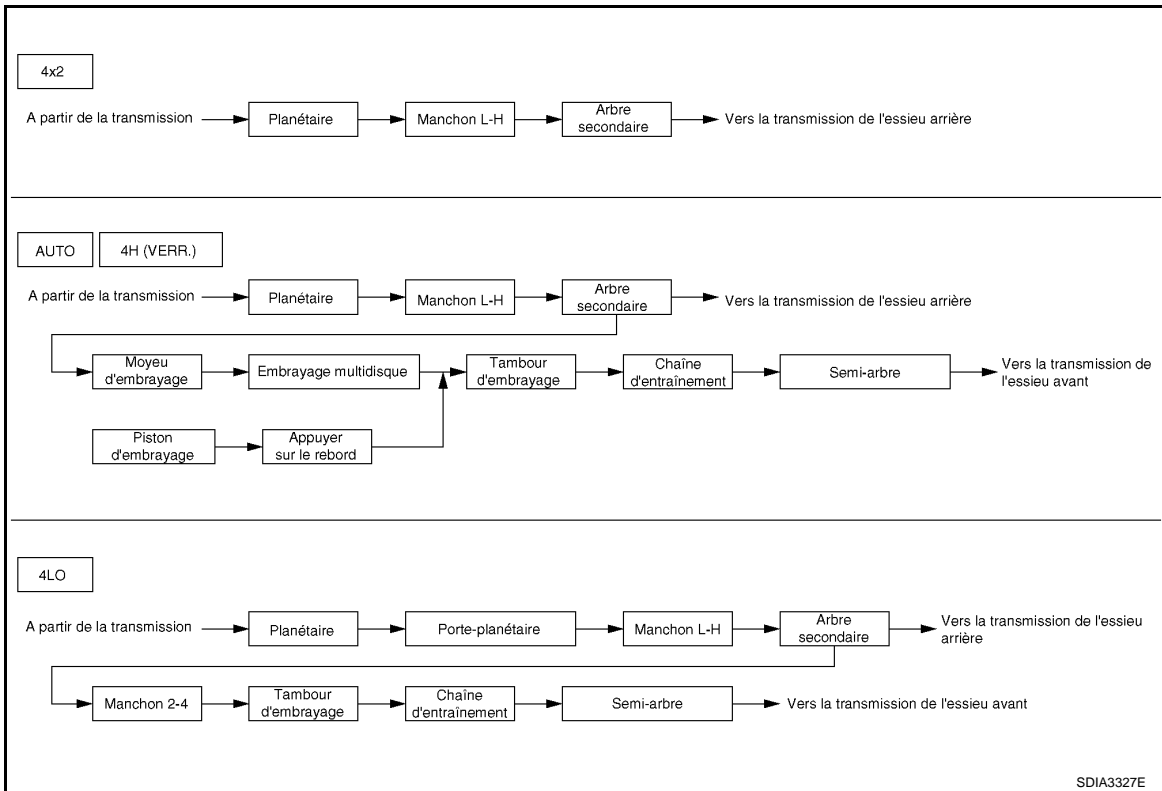 4x2
A partir de la transmission
Planétaire
Manchon L-H
Arbre
secondaire
Vers la transmission de l'essieu arrière
AUTO
4H (VERR.)
A partir de la transmission
Planétaire
Manchon L-H
Arbre
secondaire
Vers la transmission de l'essieu arrière
Moyeu
d'embrayage
Embrayage multidisque
Tambour
d'embrayage
Chaîne
d'entraînement
Semi-arbre
Vers la transmission de
l'essieu avant
Piston
d'embrayage
Appuyer
sur le rebord
4LO
A partir de la transmission
Planétaire
Porte-planétaire
Manchon L-H
Arbre
secondaire
Vers la transmission de l'essieu
arrière
Manchon 2-4
Tambour
d'embrayage
Chaîne
d'entraînement
Semi-arbre
Vers la transmission de l'essieu avant
SDIA3327E